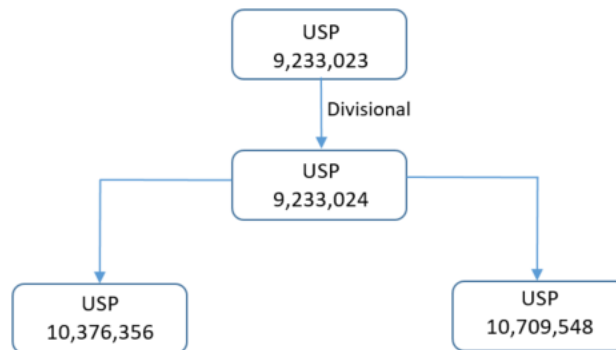 USP
9,233,023
Divisional
USP
9,233,024
USP
10,376,356
USP
10,709,548